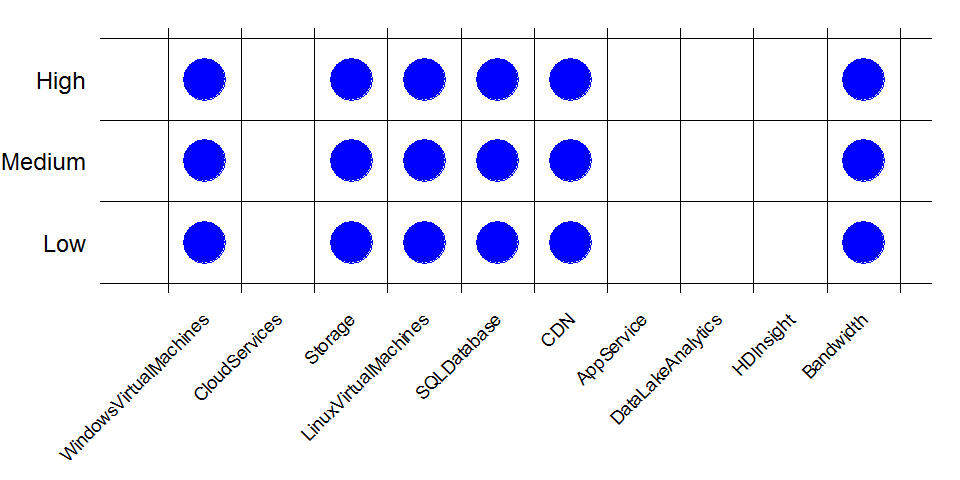 High
Medium
Low
WindowsVirtualMachines
CloudServices
Storage
LinuxVirtualMachines
SQLDatabase
CDN
AppService
DataLakeAnalytics
HDInsight
Bandwidth